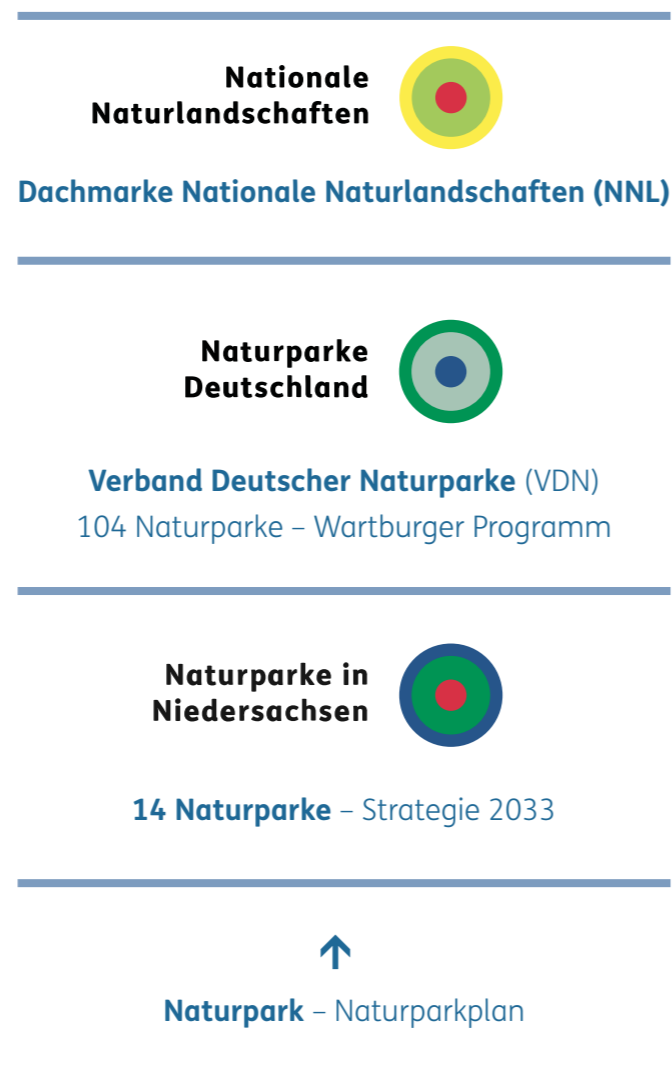 Nationale
Naturlandschaften
Dachmarke Nationale Naturlandschaften (NNL)
Naturparke
Deutschland
Verband Deutscher Naturparke (VDN)
104 Naturparke – Wartburger Programm
Naturparke in
Niedersachsen
14 Naturparke – Strategie 2033
↑
Naturpark – Naturparkplan